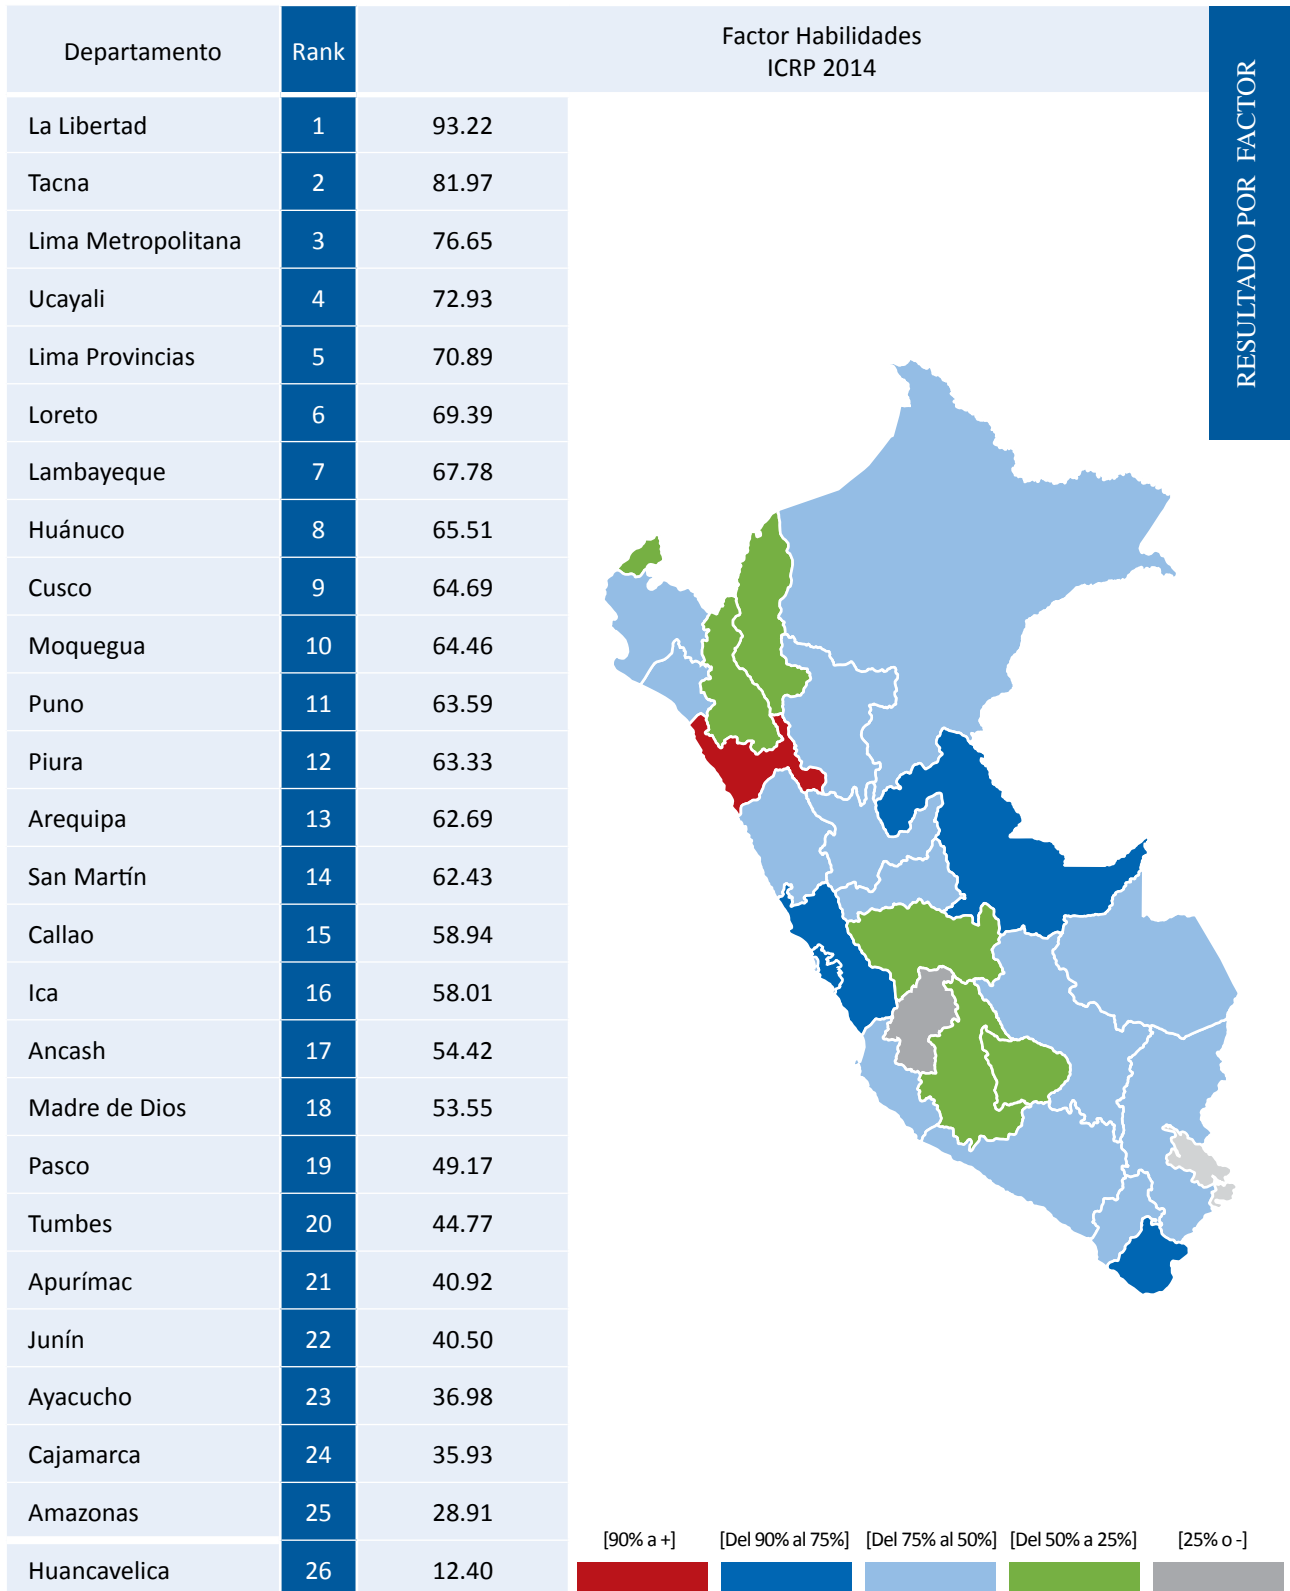 Departamento Rank Factor Habilidades
ICRP 2014
RESULTADO POR FACTOR
La Libertad 1 93.22
Tacna 2 81.97
Lima Metropolitana 3 76.65
Ucayali 4 72.93
Lima Provincias 5 70.89
Loreto 6 69.39
Lambayeque 7 67.78
Huánuco 8 65.51
Cusco 9 64.69
Moquegua 10 64.46
Puno 11 63.59
Piura 12 63.33
Arequipa 13 62.69
San Martín 14 62.43
Callao 15 58.94
Ica 16 58.01
Ancash 17 54.42
Madre de Dios 18 53.55
Pasco 19 49.17
Tumbes 20 44.77
Apurímac 21 40.92
Junín 22 40.50
Ayacucho 23 36.98
Cajamarca 24 35.93
Amazonas 25 28.91
Huancavelica 26 12.40
[90% a +] [Del 90% al 75%] [Del 75% al 50%] [Del 50% a 25%] [25% o -]